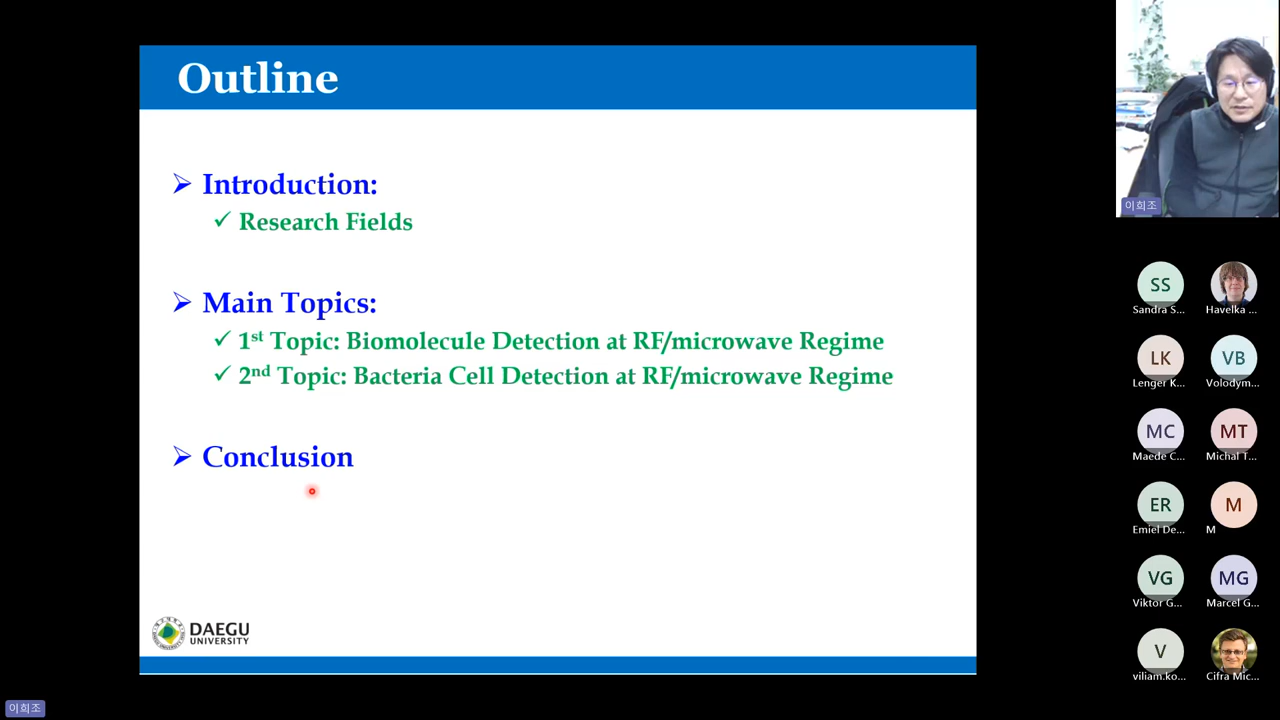 Outline
Introduction:
Research Fields
Main Topics:
1st Topic: Biomolecule Detection at RF/microwave Regime
2nd Topic: Bacteria Cell Detection at RF/microwave Regime
Conclusion
DAEGU
UNIVERSITY
이희조
SS
Sandra S...
Havelka ...
LK
Lenger K...
VB
Volodym...
MC
Maede C...
MT
Michal T...
ER
Emiel De...
M
M
VG
Viktor G...
MG
Marcel G...
V
viliam.ko...
Cifra Mic...
이희조